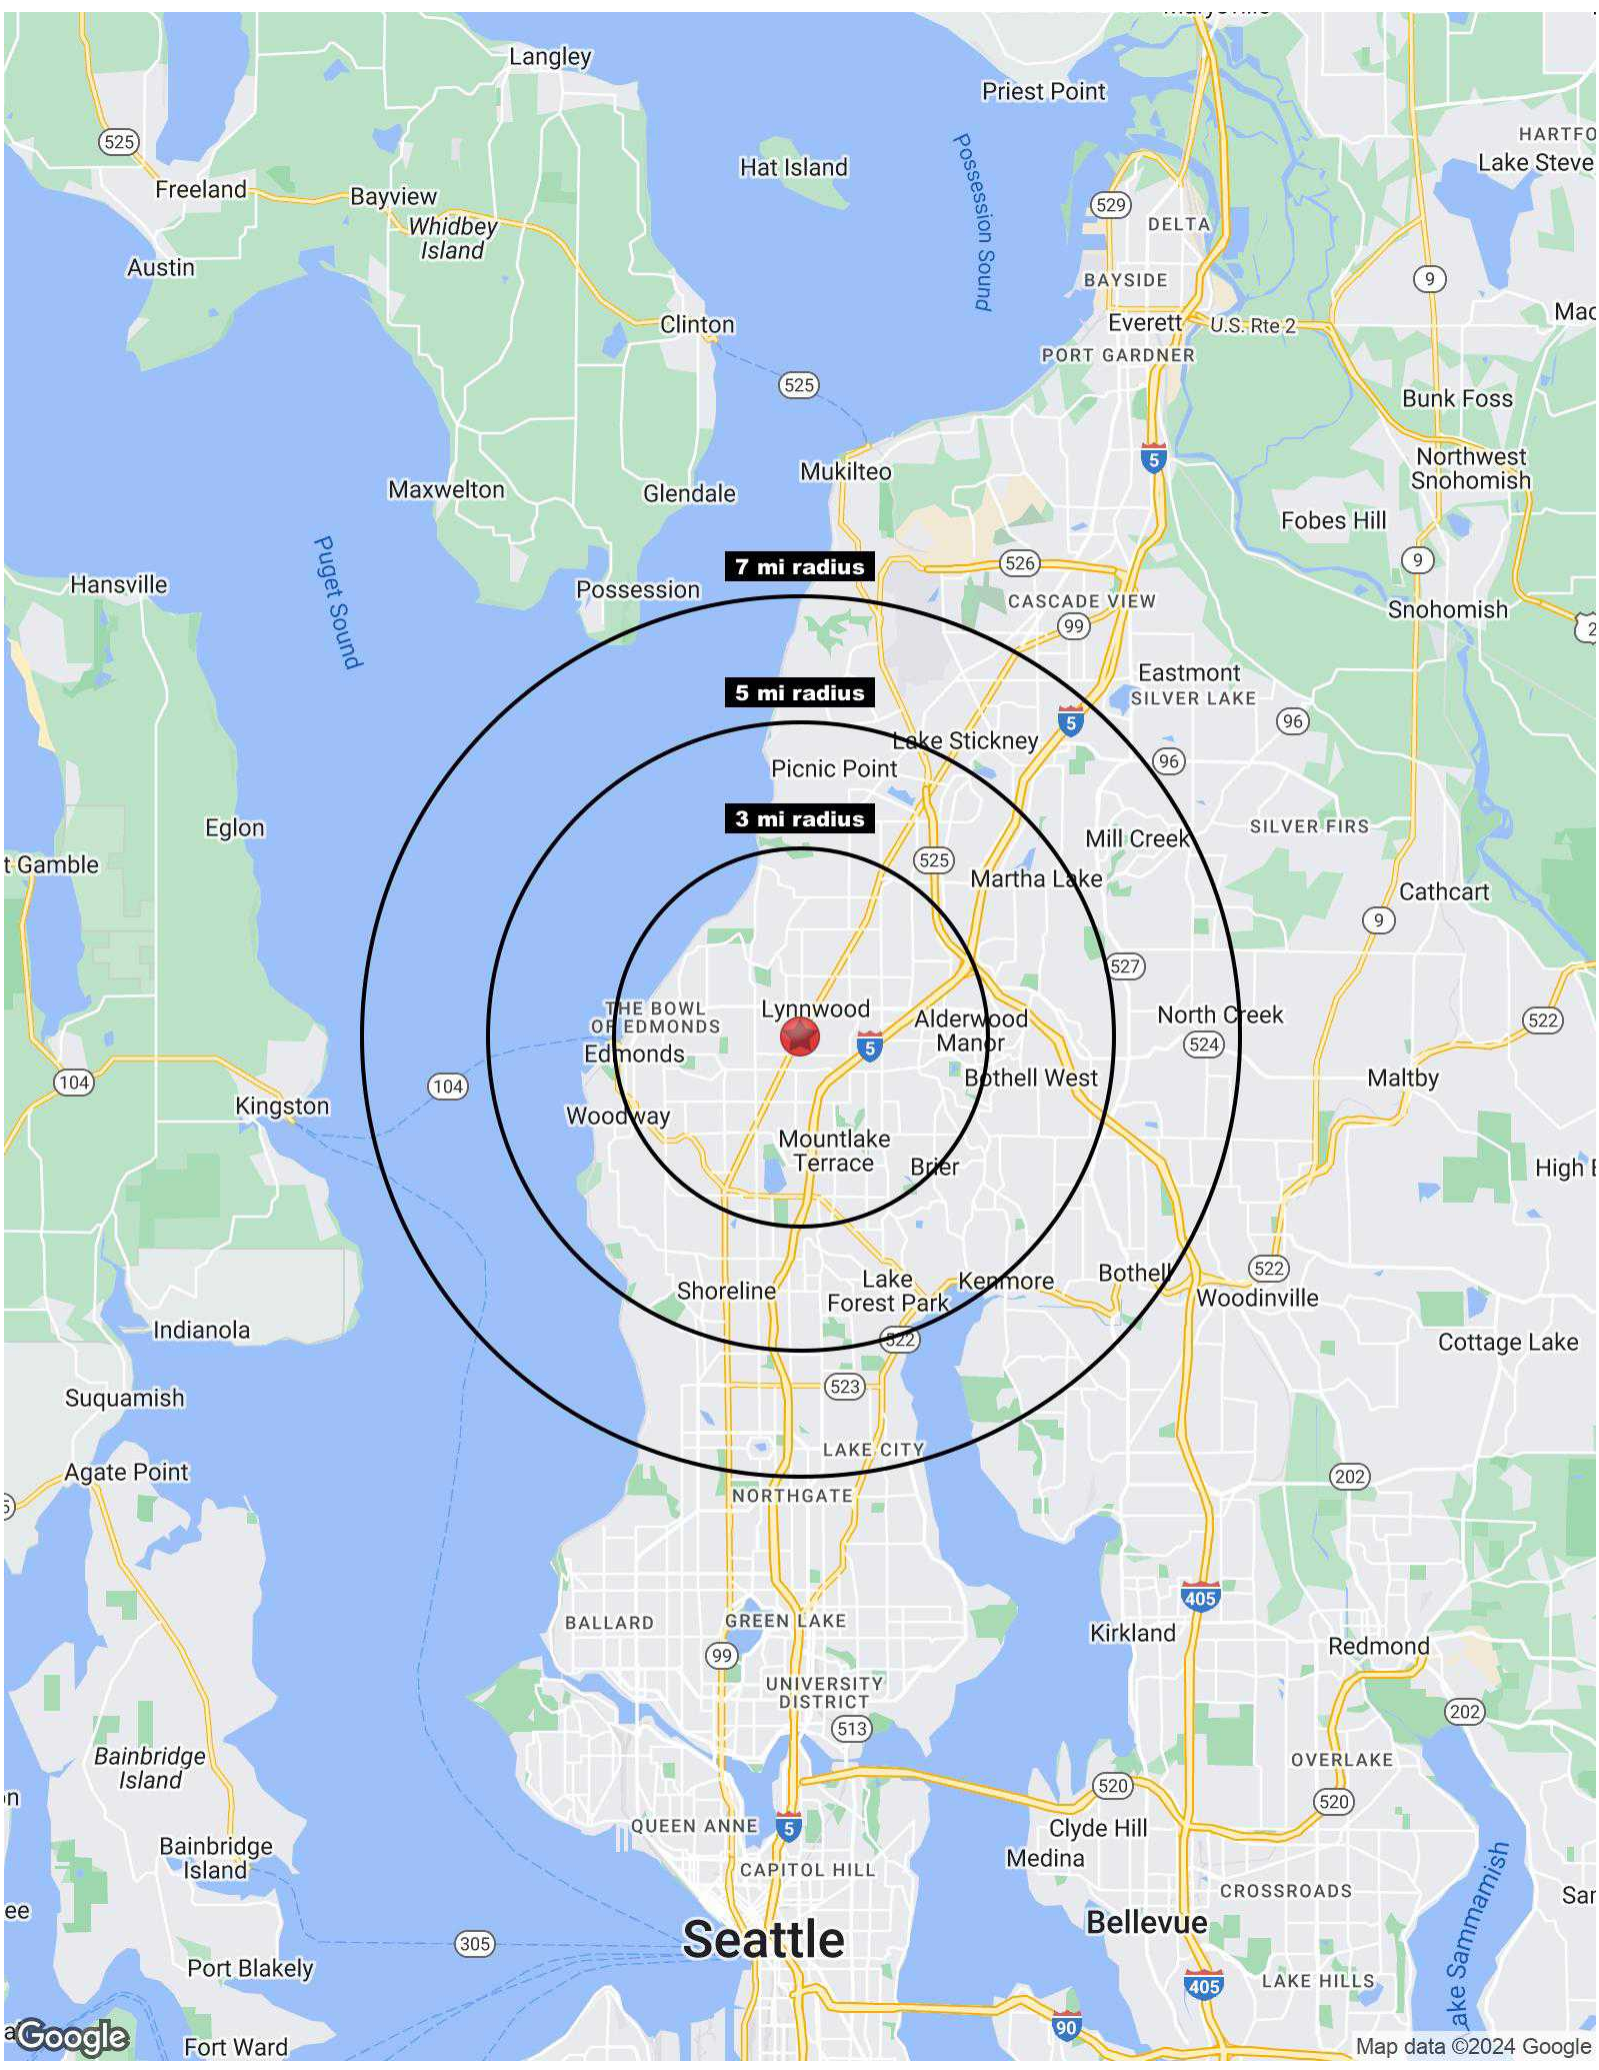 Langley
Priest Point
HARTFO
525
Hat Island
Lake Steve
Possession Sound
Freeland
Bayview
529
DELTA
Whidbey
Island
Austin
BAYSIDE
9
Clinton
Everett
U.S. Rte 2
Mac
PORT GARDNER
525
Bunk Foss
5
Northwest
Snohomish
Mukilteo
Maxwelton
Glendale
Fobes Hill
Puget Sound
7 mi radius
526
9
Hansville
Possession
CASCADE VIEW
Snohomish
99
2
Eastmont
5 mi radius
SILVER LAKE
5
96
Lake Stickney
96
Picnic Point
3 mi radius
Eglon
SILVER FIRS
Mill Creek
t Gamble
525
Martha Lake
Cathcart
9
527
THE BOWL
OF EDMONDS
Lynnwood
Alderwood
Manor
North Creek
522
Edmonds
5
524
104
104
Bothell West
Maltby
Kingston
Woodway
Mountlake
Terrace
Brier
High B
522
Bothell
Shoreline
Lake
Forest Park
Kenmore
Woodinville
Indianola
522
Cottage Lake
523
Suquamish
LAKE CITY
Agate Point
202
NORTHGATE
405
BALLARD
GREEN LAKE
Kirkland
Redmond
99
UNIVERSITY
DISTRICT
513
202
Bainbridge
Island
OVERLAKE
520
520
QUEEN ANNE
5
Clyde Hill
Bainbridge
Island
Medina
CAPITOL HILL
CROSSROADS
Sar
ee
Bellevue
Seattle
305
Port Blakely
405
LAKE HILLS
ake Sammamish
90
Google
Fort Ward
Map data ©2024 Google